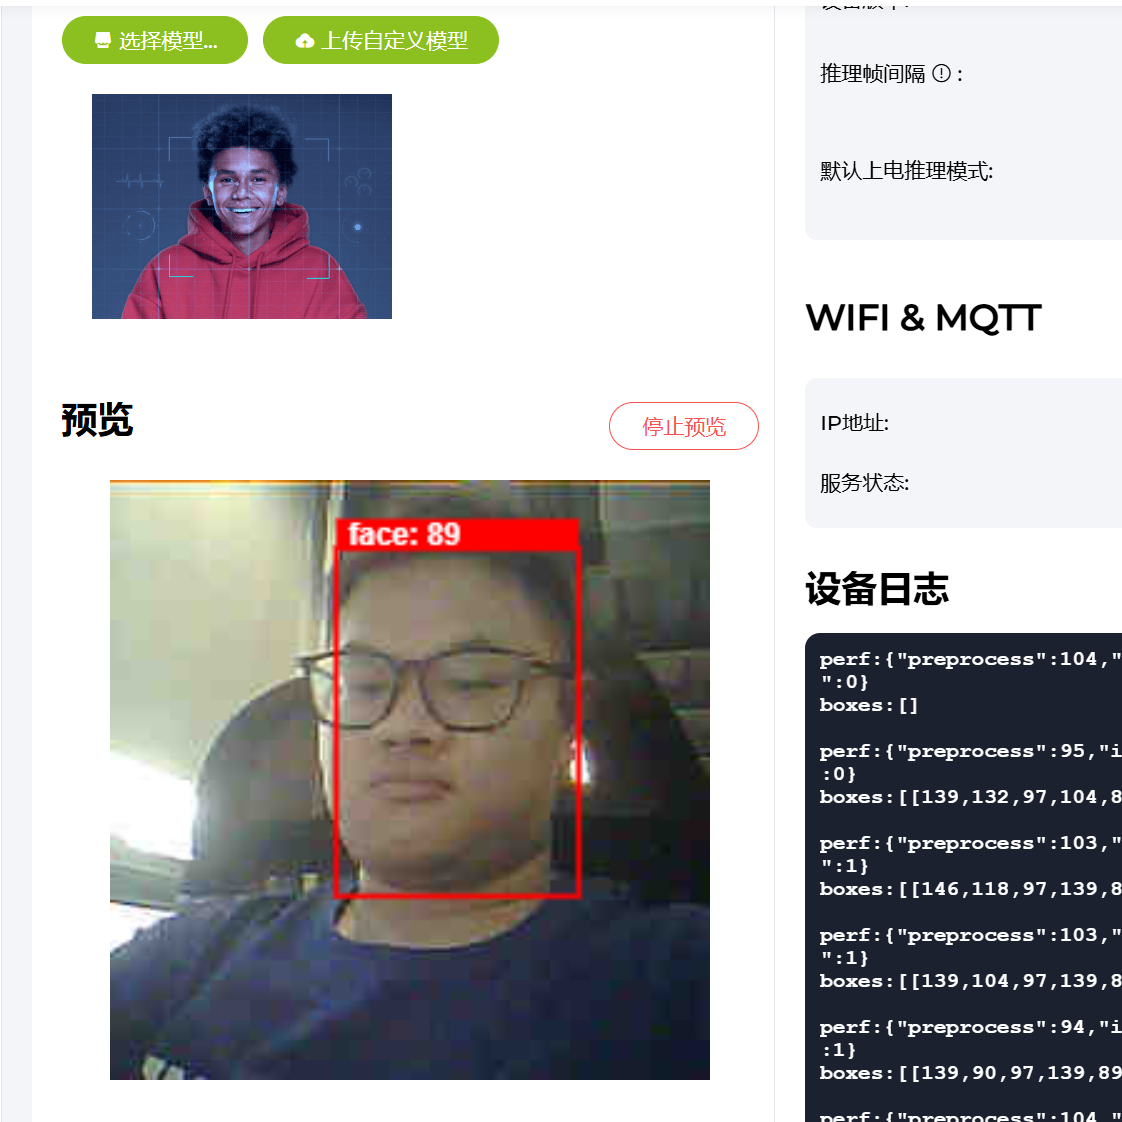 选择模型...
上传自定义模型
预览
停止预览
face: 89
推理帧间隔 :
默认上电推理模式:
WIFI & MQTT
IP地址:
服务状态:
设备日志
perf:{"preprocess":104,"
":0}
boxes:[]
perf:{"preprocess":95,"i
:0}
boxes:[[139,132,97,104,8
perf:{"preprocess":103,"
":1}
boxes:[[146,118,97,139,8
perf:{"preprocess":103,"
":1}
boxes:[[139,104,97,139,8
perf:{"preprocess":94,"i
:1}
boxes:[[139,90,97,139,89
perf:{"preprocess":104,"